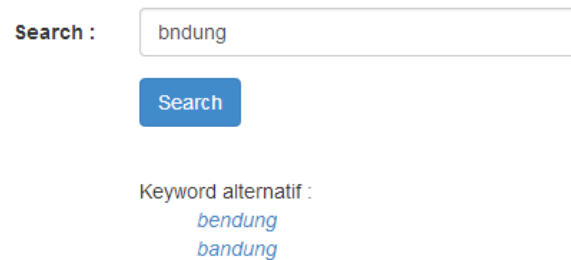 Search : bndung
Search
Keyword alternatif :
bendung
bandung